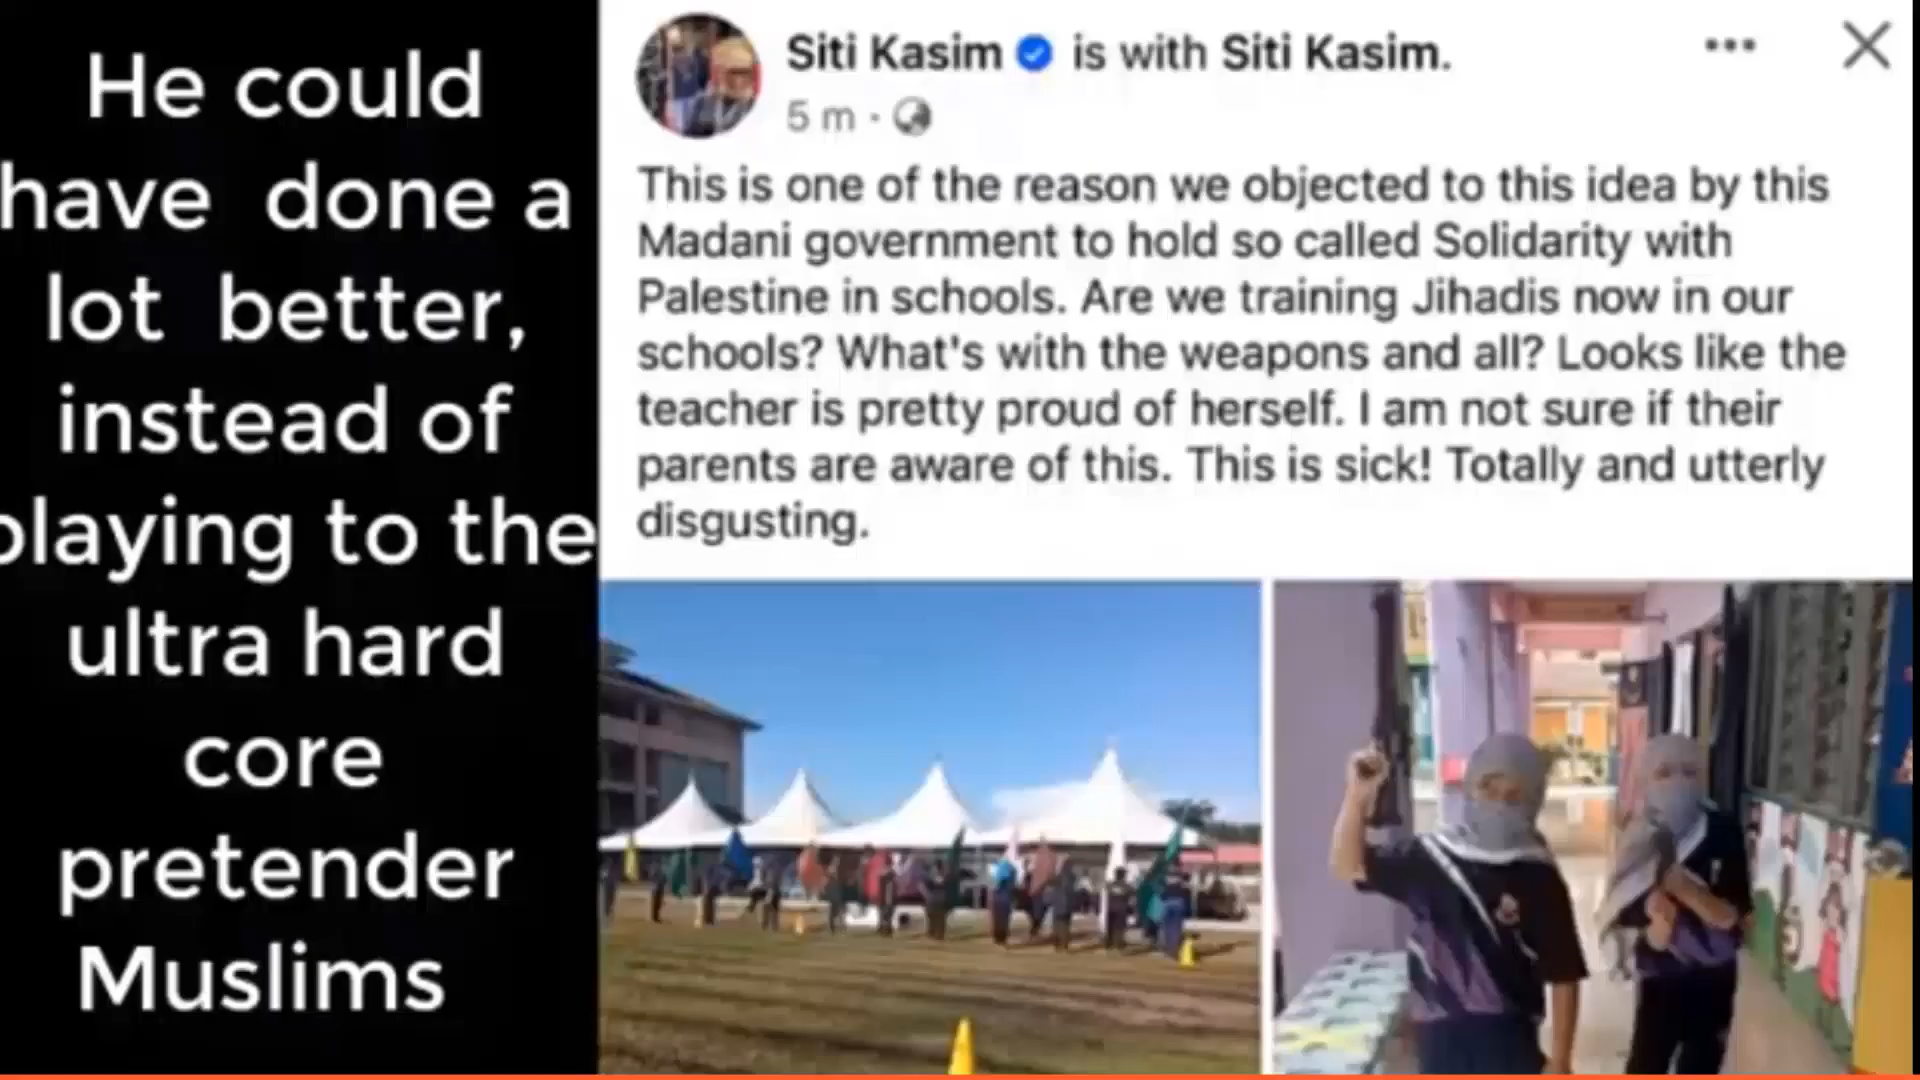 He could
have done a
lot better,
instead of
playing to the
ultra hard
core
pretender
Muslims
Siti Kasim is with Siti Kasim.
5 m ·
This is one of the reason we objected to this idea by this
Madani government to hold so called Solidarity with
Palestine in schools. Are we training Jihadis now in our
schools? What's with the weapons and all? Looks like the
teacher is pretty proud of herself. I am not sure if their
parents are aware of this. This is sick! Totally and utterly
disgusting.